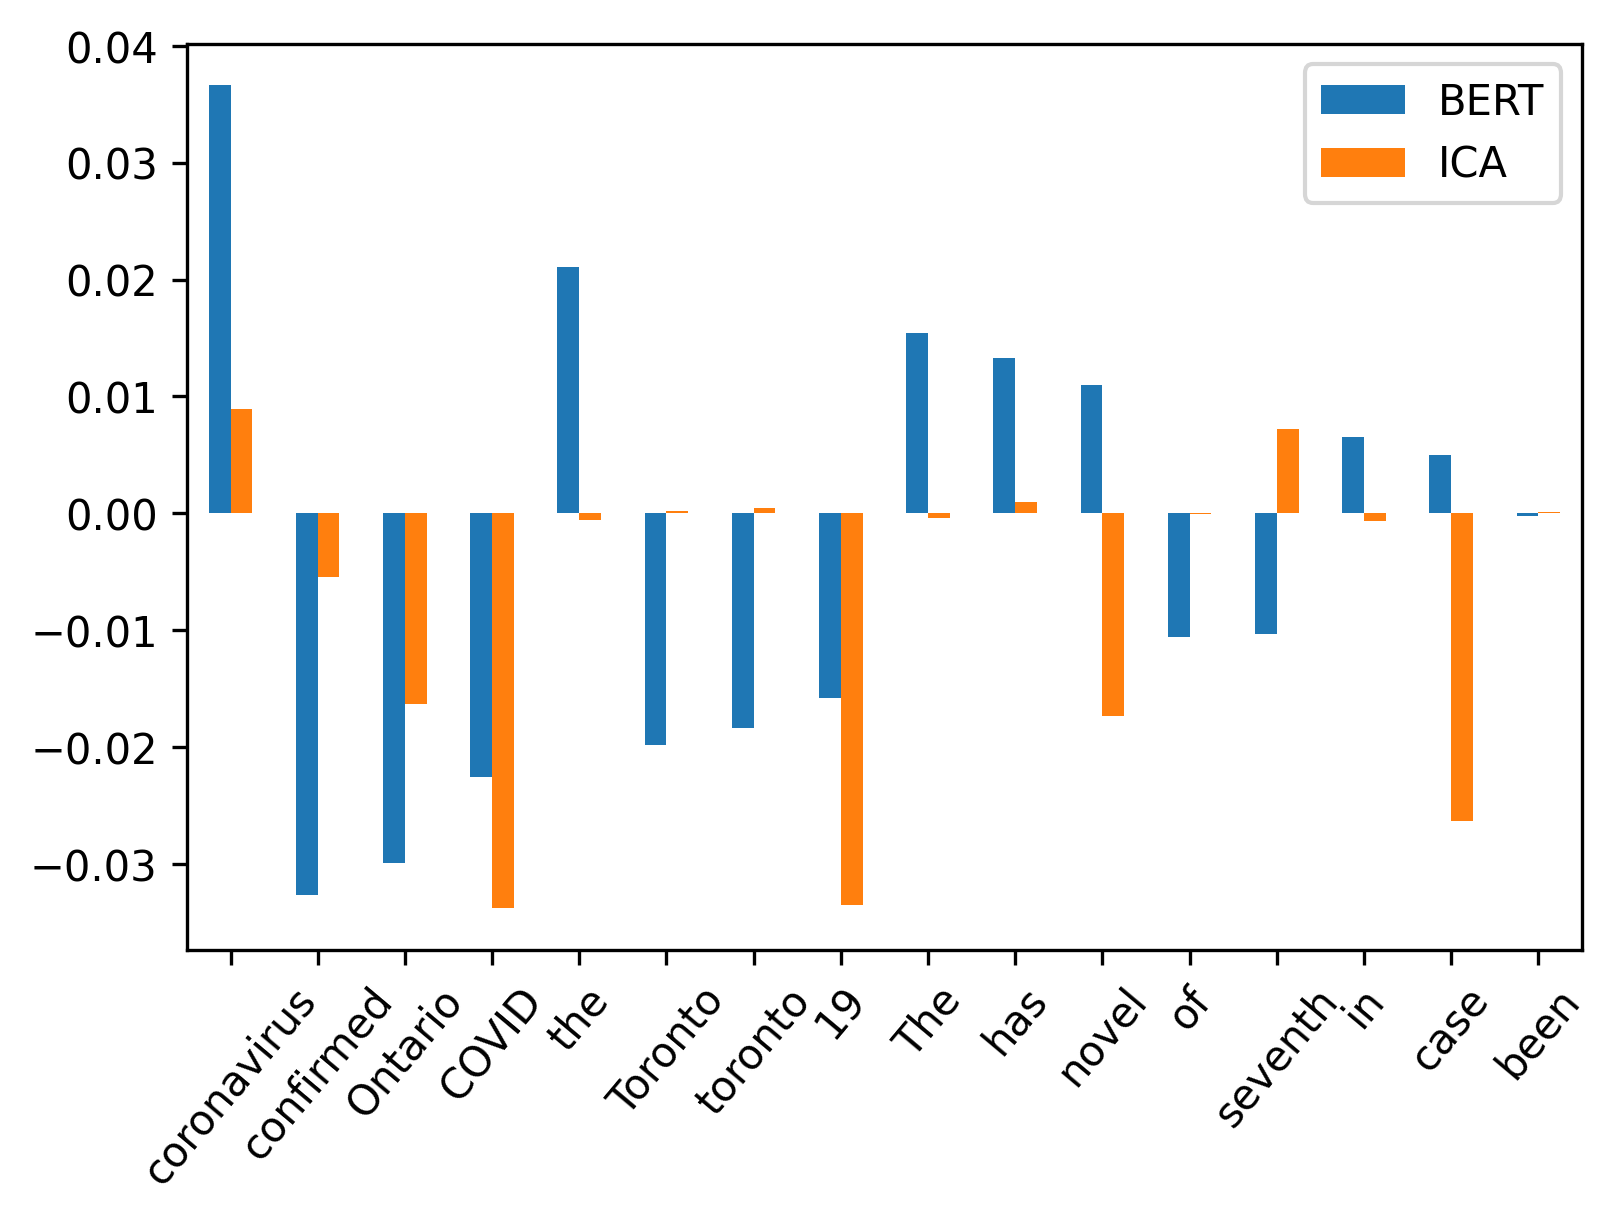 0.04
0.03
0.02
0.01
0.00
−0.01
−0.02
−0.03
BERT
ICA
coronavirus
confirmed
Ontario
COVID
the
Toronto
toronto
19
The
has
novel
of
seventh
in
case
been